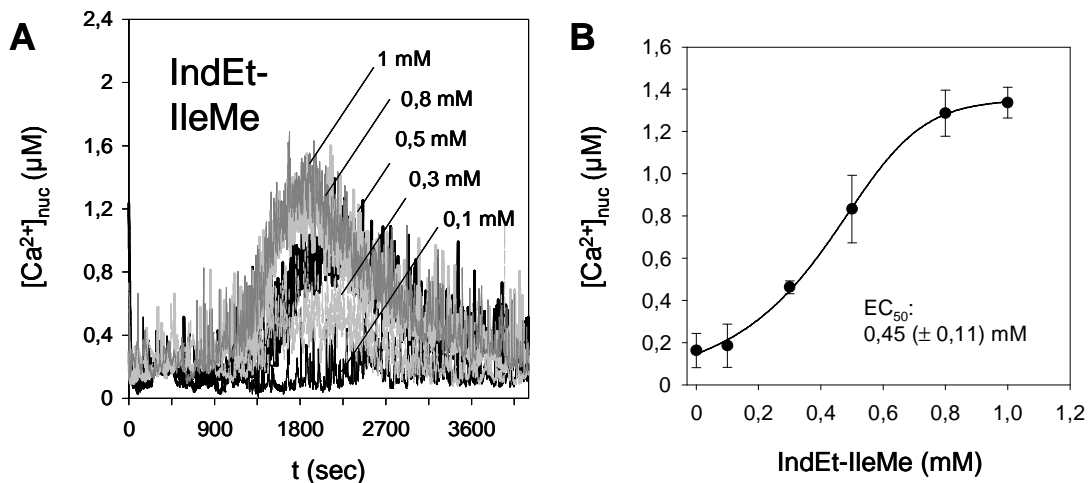 A
IndEt-
IleMe
[Ca²⁺]nuc (µM)
2,4
2
1,6
1,2
0,8
0,4
0
1 mM
0,8 mM
0,5 mM
0,3 mM
0,1 mM
0 900 1800 2700 3600
t (sec)
B
[Ca²⁺]nuc (µM)
1,6
1,4
1,2
1,0
0,8
0,6
0,4
0,2
0
EC₅₀:
0,45 (± 0,11) mM
0 0,2 0,4 0,6 0,8 1,0 1,2
IndEt-IleMe (mM)